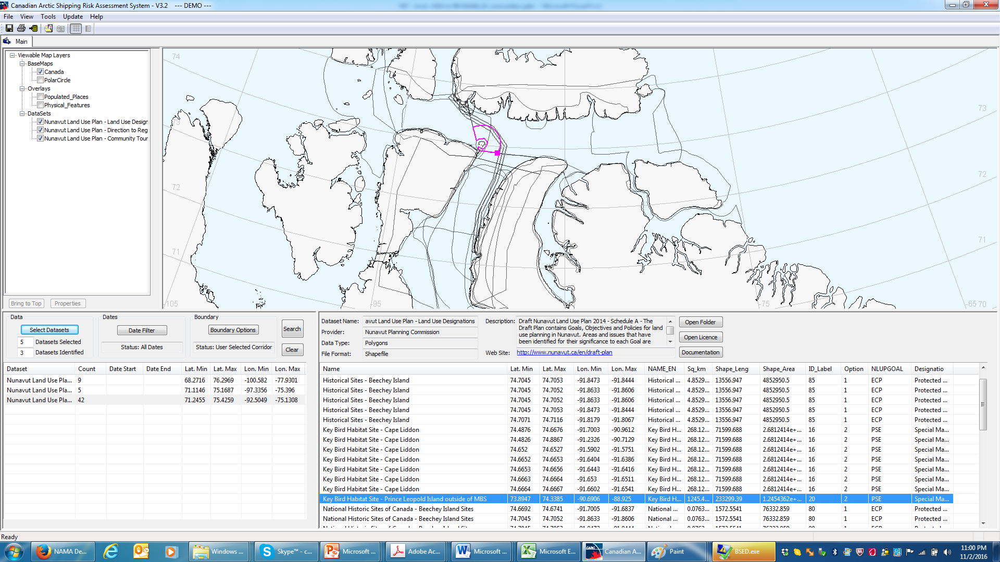 Canadian Arctic Shipping Risk Assessment System - V3.2 --- DEMO ---
File View Tools Update Help
Main
Viewable Map Layers
BaseMaps
Canada
PolarCircle
Overlays
Populated_Places
Physical_Features
DataSets
Nunavut Land Use Plan - Land Use Design
Nunavut Land Use Plan - Direction to Reg
Nunavut Land Use Plan - Community Tour
Bring to Top Properties
74
73
72
71
-105
-95
-75
-65 70
73
72
71
Data
Select Datasets
5 Datasets Selected
3 Datasets Identified
Dates
Date Filter
Status: All Dates
Boundary
Boundary Options
Status: User Selected Corridor
Search
Clear
Dataset Count Date Start Date End Lat. Min Lat. Max Lon. Min Lon. Max
Nunavut Land Use Pla... 9 68.2716 76.2969 -100.582 -77.9301
Nunavut Land Use Pla... 5 71.1146 75.1687 -97.3356 -75.396
Nunavut Land Use Pla... 42 71.2455 75.4259 -92.5049 -75.1308
Dataset Name: avut Land Use Plan - Land Use Designations
Provider: Nunavut Planning Commission
Data Type: Polygons
File Format: Shapefile
Description: Draft Nunavut Land Use Plan 2014 - Schedule A - The
Draft Plan contains Goals, Objectives and Policies for land
use planning in Nunavut. Areas and issues that have
been identified for their significance to each Goal are
Web Site: http://www.nunavut.ca/en/draft-plan
Open Folder
Open Licence
Documentation
Name Lat. Min Lat. Max Lon. Min Lon. Max NAME_EN Sq_km Shape_Leng Shape_Area ID_Label Option NLUPGOAL Designatio
Historical Sites - Beechey Island 74.7045 74.7053 -91.8473 -91.8444 Historical ... 4.8529... 13556.947 4852950.5 85 1 ECP Protected ...
Historical Sites - Beechey Island 74.7045 74.7052 -91.8633 -91.8606 Historical ... 4.8529... 13556.947 4852950.5 85 1 ECP Protected ...
Historical Sites - Beechey Island 74.7045 74.7052 -91.8633 -91.8606 Historical ... 4.8529... 13556.947 4852950.5 85 1 ECP Protected ...
Historical Sites - Beechey Island 74.7045 74.7053 -91.8473 -91.8444 Historical ... 4.8529... 13556.947 4852950.5 85 1 ECP Protected ...
Historical Sites - Beechey Island 74.7071 74.7116 -91.8179 -91.8067 Historical ... 4.8529... 13556.947 4852950.5 85 1 ECP Protected ...
Key Bird Habitat Site - Cape Liddon 74.4876 74.6676 -91.7003 -90.9612 Key Bird H... 268.12... 71599.688 2.6812414e+... 16 2 PSE Special Ma...
Key Bird Habitat Site - Cape Liddon 74.4826 74.8867 -91.2326 -90.7129 Key Bird H... 268.12... 71599.688 2.6812414e+... 16 2 PSE Special Ma...
Key Bird Habitat Site - Cape Liddon 74.652 74.6527 -91.5902 -91.5751 Key Bird H... 268.12... 71599.688 2.6812414e+... 16 2 PSE Special Ma...
Key Bird Habitat Site - Cape Liddon 74.6652 74.6653 -91.6404 -91.6386 Key Bird H... 268.12... 71599.688 2.6812414e+... 16 2 PSE Special Ma...
Key Bird Habitat Site - Cape Liddon 74.6653 74.6656 -91.6443 -91.6416 Key Bird H... 268.12... 71599.688 2.6812414e+... 16 2 PSE Special Ma...
Key Bird Habitat Site - Cape Liddon 74.6663 74.6664 -91.653 -91.6511 Key Bird H... 268.12... 71599.688 2.6812414e+... 16 2 PSE Special Ma...
Key Bird Habitat Site - Cape Liddon 74.6664 74.6667 -91.6602 -91.6541 Key Bird H... 268.12... 71599.688 2.6812414e+... 16 2 PSE Special Ma...
Key Bird Habitat Site - Prince Leopold Island outside of MBS 73.8947 74.3385 -90.6906 -88.925 Key Bird H... 1245.4... 233299.39 1.2454362e+... 20 2 PSE Special Ma...
National Historic Sites of Canada - Beechey Island Sites 74.6692 74.6741 -91.7005 -91.6837 National ... 0.0763... 1572.5541 76332.859 80 1 ECP Protected ...
National Historic Sites of Canada - Beechey Island Sites 74.7045 74.7052 -91.8633 -91.8606 National ... 0.0763... 1572.5541 76332.859 80 1 ECP Protected ...
Ready
NAMA De... Windows ... Skype™ - c... Microsoft ... Adobe Ac... Microsoft ... Microsoft E... Canadian A... Paint BSED.exe
11:00 PM
11/2/2016